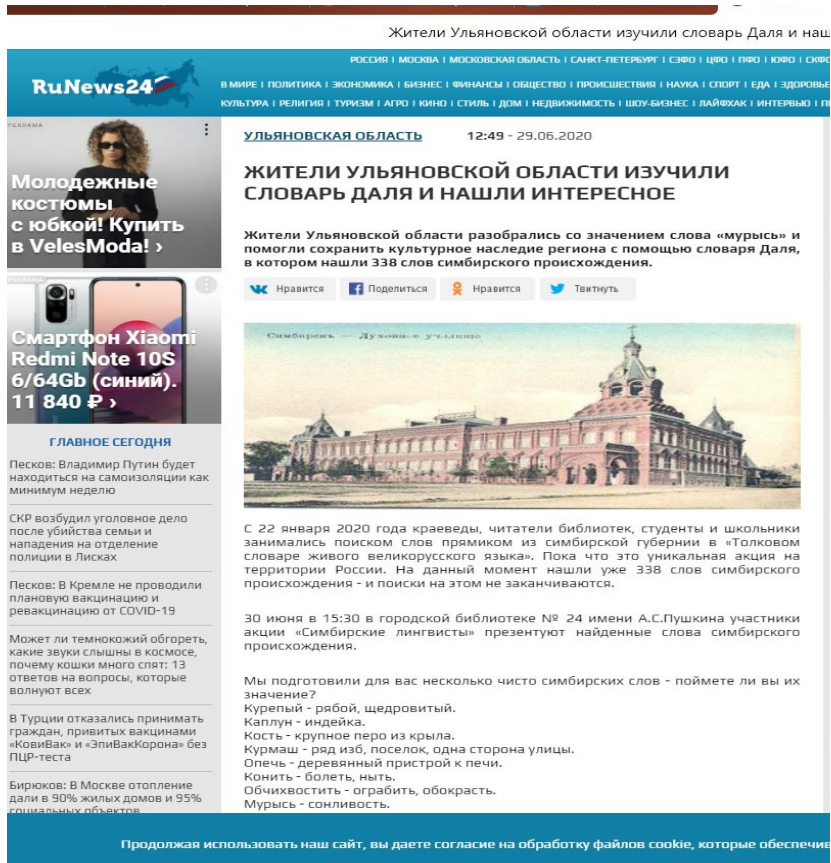 Жители Ульяновской области изучили словарь Даля и наш
РОССИЯ | МОСКВА | МОСКОВСКАЯ ОБЛАСТЬ | САНКТ-ПЕТЕРБУРГ | СЗФО | ЦФО | ПФО | ЮФО | СКФО
RuNews24
В МИРЕ | ПОЛИТИКА | ЭКОНОМИКА | БИЗНЕС | ФИНАНСЫ | ОБЩЕСТВО | ПРОИСШЕСТВИЯ | НАУКА | СПОРТ | ЕДА | ЗДОРОВЬЕ
КУЛЬТУРА | РЕЛИГИЯ | ТУРИЗМ | АГРО | КИНО | СТИЛЬ | ДОМ | НЕДВИЖИМОСТЬ | ШОУ-БИЗНЕС | ЛАЙФХАК | ИНТЕРВЬЮ |
РЕКЛАМА
Молодежные
костюмы
с юбкой! Купить
в VelesModa! ›
РЕКЛАМА
Смартфон Xiaomi
Redmi Note 10S
6/64Gb (синий).
11 840 ₽ ›
ГЛАВНОЕ СЕГОДНЯ
Песков: Владимир Путин будет
находиться на самоизоляции как
минимум неделю
СКР возбудил уголовное дело
после убийства семьи и
нападения на отделение
полиции в Лисках
Песков: В Кремле не проводили
плановую вакцинацию и
ревакцинацию от COVID-19
Может ли темнокожий обгореть,
какие звуки слышны в космосе,
почему кошки много спят: 13
ответов на вопросы, которые
волнуют всех
В Турции отказались принимать
граждан, привитых вакцинами
«КовиВак» и «ЭпиВакКорона» без
ПЦР-теста
Бирюков: В Москве отопление
дали в 90% жилых домов и 95%
социальных объектов
УЛЬЯНОВСКАЯ ОБЛАСТЬ 12:49 - 29.06.2020
ЖИТЕЛИ УЛЬЯНОВСКОЙ ОБЛАСТИ ИЗУЧИЛИ
СЛОВАРЬ ДАЛЯ И НАШЛИ ИНТЕРЕСНОЕ
Жители Ульяновской области разобрались со значением слова «мурысь» и
помогли сохранить культурное наследие региона с помощью словаря Даля,
в котором нашли 338 слов симбирского происхождения.
Нравится Поделиться Нравится Твитнуть
Симбирскъ — Духовное училище
С 22 января 2020 года краеведы, читатели библиотек, студенты и школьники
занимались поиском слов прямиком из симбирской губернии в «Толковом
словаре живого великорусского языка». Пока что это уникальная акция на
территории России. На данный момент нашли уже 338 слов симбирского
происхождения - и поиски на этом не заканчиваются.
30 июня в 15:30 в городской библиотеке № 24 имени А.С.Пушкина участники
акции «Симбирские лингвисты» презентуют найденные слова симбирского
происхождения.
Мы подготовили для вас несколько чисто симбирских слов - поймете ли вы их
значение?
Курепый - рябой, щедровитый.
Каплун - индейка.
Кость - крупное перо из крыла.
Курмаш - ряд изб, поселок, одна сторона улицы.
Опечь - деревянный пристрой к печи.
Конить - болеть, ныть.
Обчихвостить - ограбить, обокрасть.
Мурысь - сонливость.
Продолжая использовать наш сайт, вы даете согласие на обработку файлов cookie, которые обеспечив